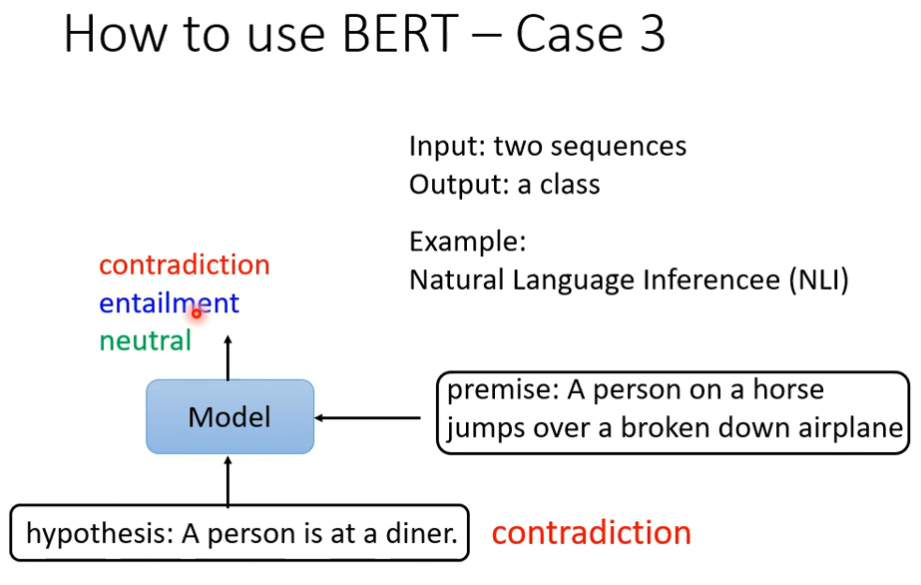 How to use BERT – Case 3
Input: two sequences
Output: a class
Example:
Natural Language Inferencee (NLI)
contradiction
entailment
neutral
Model
premise: A person on a horse
jumps over a broken down airplane
hypothesis: A person is at a diner.
contradiction